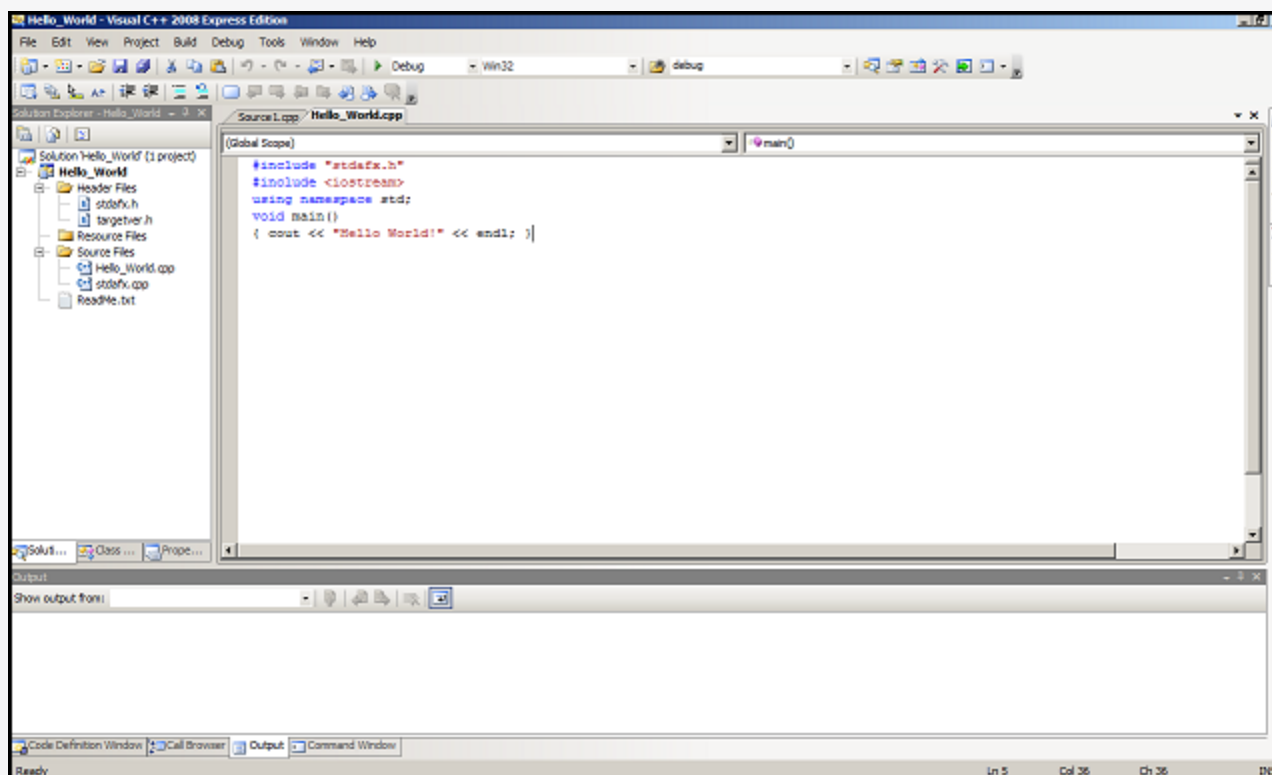 Hello_World - Visual C++ 2008 Express Edition
File Edit View Project Build Debug Tools Window Help
Debug Win32 debug
Solution Explorer - Hello_World
Source1.cpp Hello_World.cpp
(Global Scope) main()
Solution 'Hello_World' (1 project)
Hello_World
Header Files
stdafx.h
targetver.h
Resource Files
Source Files
Hello_World.cpp
stdafx.cpp
ReadMe.txt
#include "stdafx.h"
#include <iostream>
using namespace std;
void main()
{ cout << "Hello World!" << endl; }
Soluti... Class ... Prope...
Output
Show output from:
Code Definition Window Call Browser Output Command Window
Ready Ln 5 Col 36 Ch 36